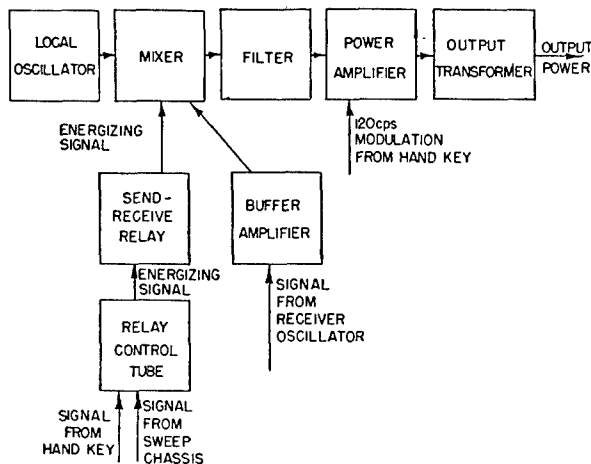 LOCAL
OSCILLATOR
MIXER
FILTER
POWER
AMPLIFIER
OUTPUT
TRANSFORMER
OUTPUT
POWER
ENERGIZING
SIGNAL
120cps
MODULATION
FROM HAND KEY
SEND-
RECEIVE
RELAY
BUFFER
AMPLIFIER
ENERGIZING
SIGNAL
SIGNAL
FROM
RECEIVER
OSCILLATOR
RELAY
CONTROL
TUBE
SIGNAL
FROM
HAND KEY
SIGNAL
FROM
SWEEP
CHASSIS